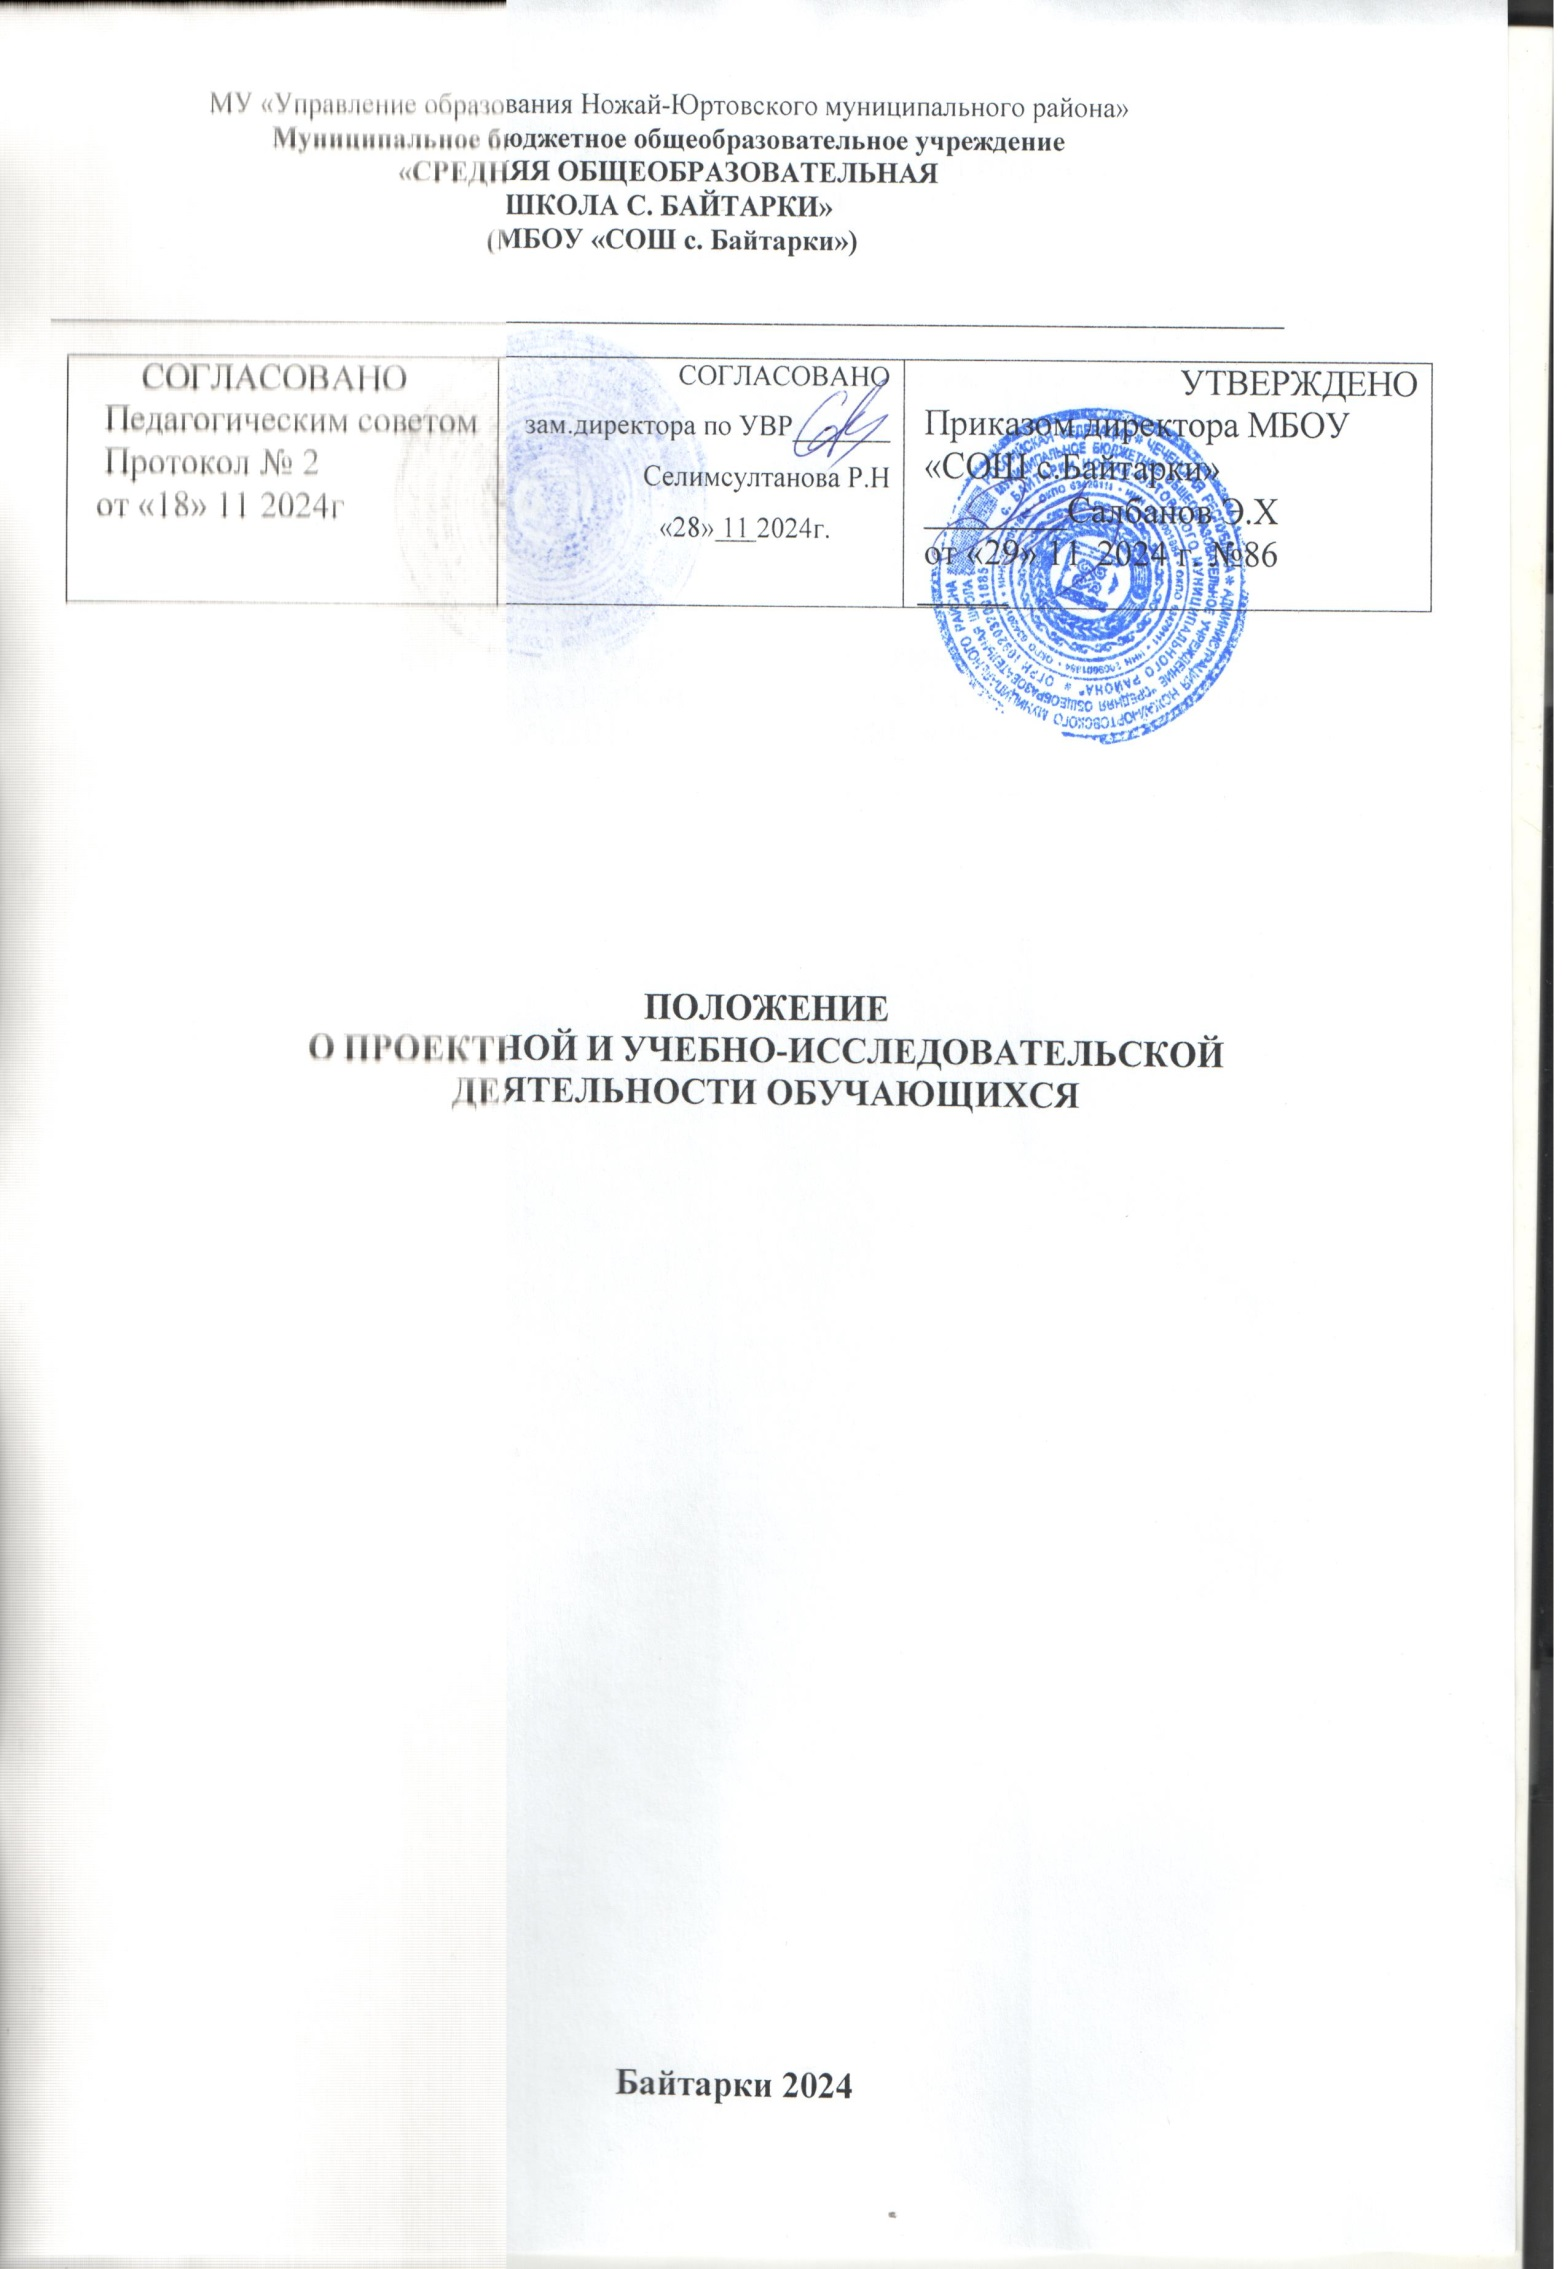 МУ «Управление образования Ножай-Юртовского муниципального района»
Муниципальное бюджетное общеобразовательное учреждение
«СРЕДНЯЯ ОБЩЕОБРАЗОВАТЕЛЬНАЯ
ШКОЛА С. БАЙТАРКИ»
(МБОУ «СОШ с. Байтарки»)
СОГЛАСОВАНО
Педагогическим советом
Протокол № 2
от «18» 11 2024г
СОГЛАСОВАНО
зам.директора по УВР
Селимсултанова Р.Н
«28» 11 2024г.
УТВЕРЖДЕНО
Приказом директора МБОУ
«СОШ с.Байтарки»
Салбанов Э.Х
от «29» 11 2024 г. №86
ПОЛОЖЕНИЕ
О ПРОЕКТНОЙ И УЧЕБНО-ИССЛЕДОВАТЕЛЬСКОЙ
ДЕЯТЕЛЬНОСТИ ОБУЧАЮЩИХСЯ
Байтарки 2024